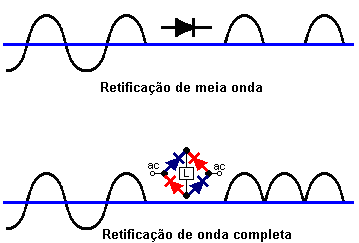 Retificação de meia onda
ac
L
ac
Retificação de onda completa